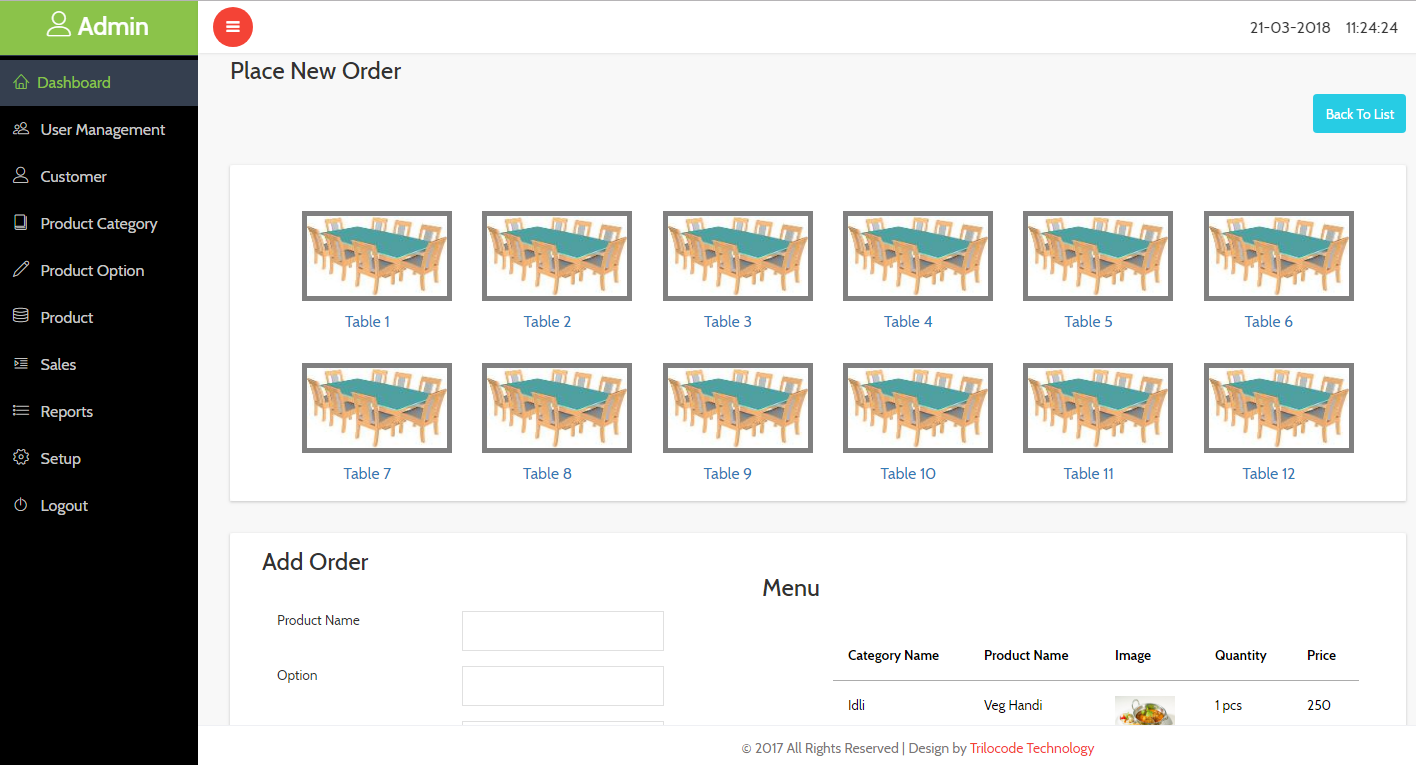 Admin
21-03-2018 11:24:24
Dashboard
User Management
Customer
Product Category
Product Option
Product
Sales
Reports
Setup
Logout
Place New Order
Back To List
Table 1 Table 2 Table 3 Table 4 Table 5 Table 6
Table 7 Table 8 Table 9 Table 10 Table 11 Table 12
Add Order
Product Name
Option
Menu
Category Name Product Name Image Quantity Price
Idli Veg Handi 1 pcs 250
© 2017 All Rights Reserved | Design by Trilocode Technology